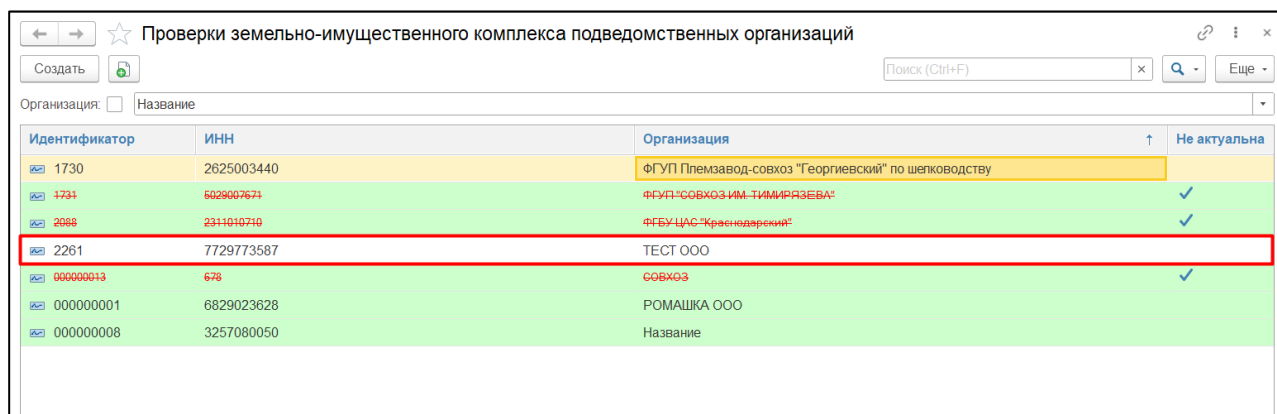 Проверки земельно-имущественного комплекса подведомственных организаций
Создать Поиск (Ctrl+F) Еще
Организация: Название
Идентификатор ИНН Организация Не актуальна
1730 2625003440 ФГУП Племзавод-совхоз "Георгиевский" по шелководству
1731 5029007671 ФГУП "СОВХОЗ ИМ. ТИМИРЯЗЕВА"
2088 2311010710 ФГБУ ЦАС "Краснодарский"
2261 7729773587 ТЕСТ ООО
000000013 678 СОВХОЗ
000000001 6829023628 РОМАШКА ООО
000000008 3257080050 Название